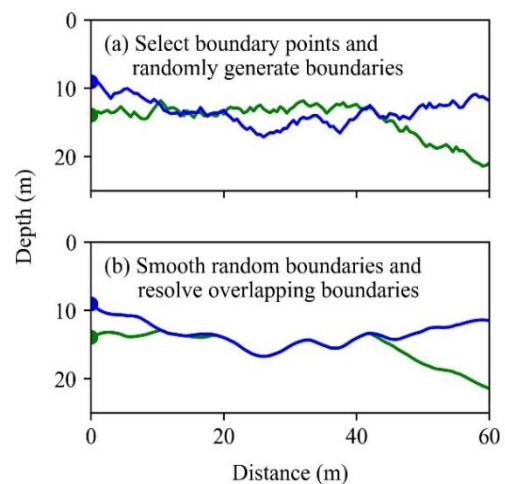 0
(a) Select boundary points and
randomly generate boundaries
10
20
Depth (m)
0
(b) Smooth random boundaries and
resolve overlapping boundaries
10
20
0 20 40 60
Distance (m)